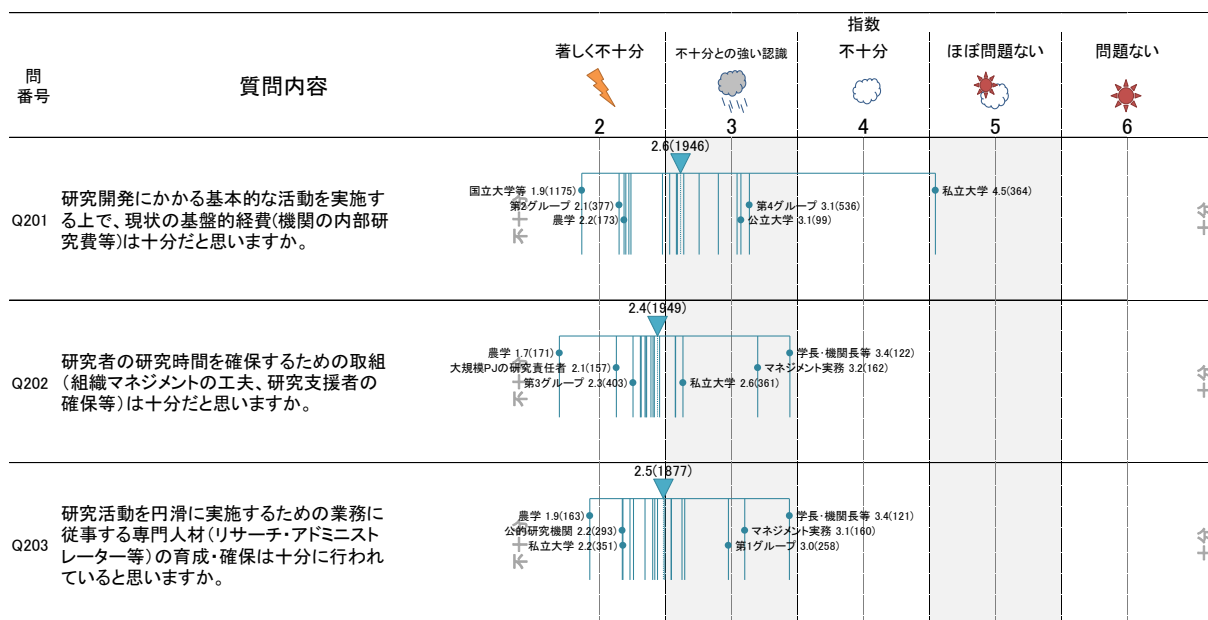 指数
問
番号
質問内容
著しく不十分
不十分との強い認識
不十分
ほぼ問題ない
問題ない
2
3
4
5
6
Q201
研究開発にかかる基本的な活動を実施す
る上で、現状の基盤的経費(機関の内部研
究費等)は十分だと思いますか。
2.6(1946)
国立大学等 1.9(1175)
第2グループ 2.1(377)
農学 2.2(173)
私立大学 4.5(364)
第4グループ 3.1(536)
公立大学 3.1(99)
不十分
十分
Q202
研究者の研究時間を確保するための取組
(組織マネジメントの工夫、研究支援者の
確保等)は十分だと思いますか。
2.4(1949)
農学 1.7(171)
大規模PJの研究責任者 2.1(157)
第3グループ 2.3(403)
学長・機関長等 3.4(122)
マネジメント実務 3.2(162)
私立大学 2.6(361)
不十分
十分
Q203
研究活動を円滑に実施するための業務に
従事する専門人材(リサーチ・アドミニスト
レーター等)の育成・確保は十分に行われ
ていると思いますか。
2.5(1877)
農学 1.9(163)
公的研究機関 2.2(293)
私立大学 2.2(351)
学長・機関長等 3.4(121)
マネジメント実務 3.1(160)
第1グループ 3.0(258)
不十分
十分